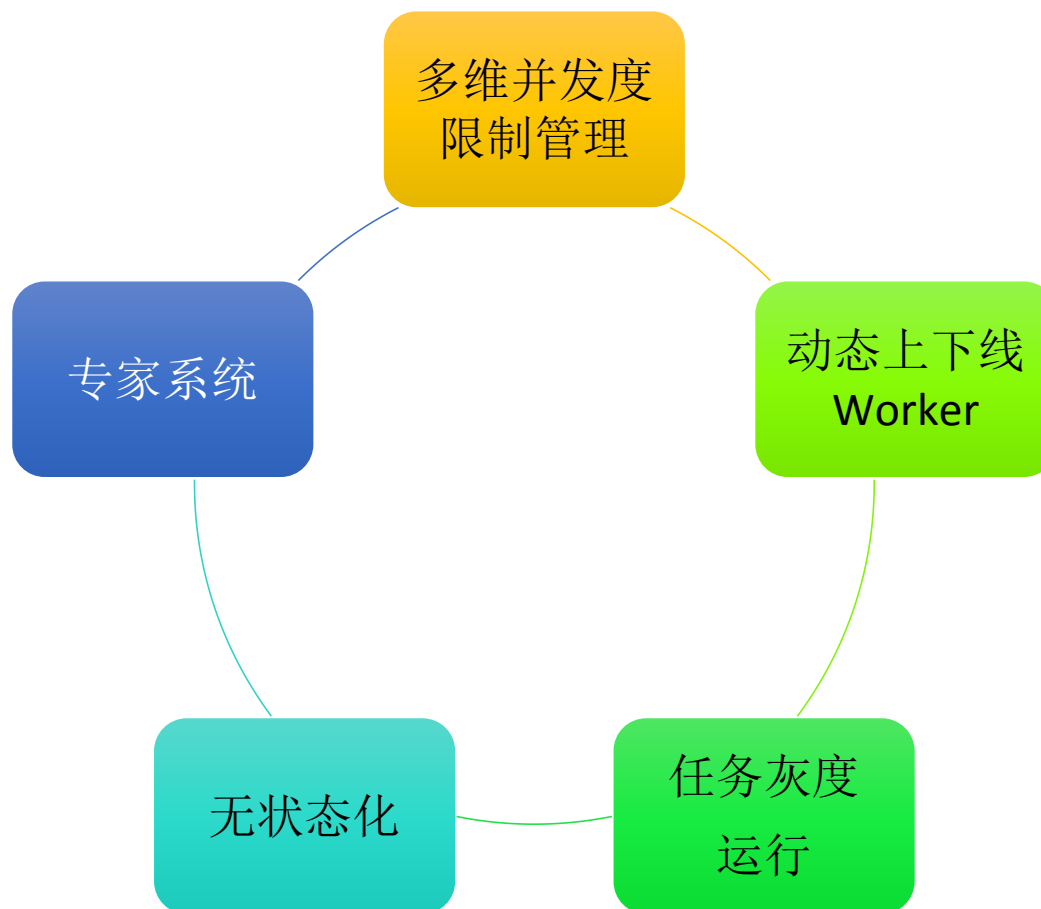 多维并发度
限制管理
动态上下线
Worker
专家系统
任务灰度
运行
无状态化